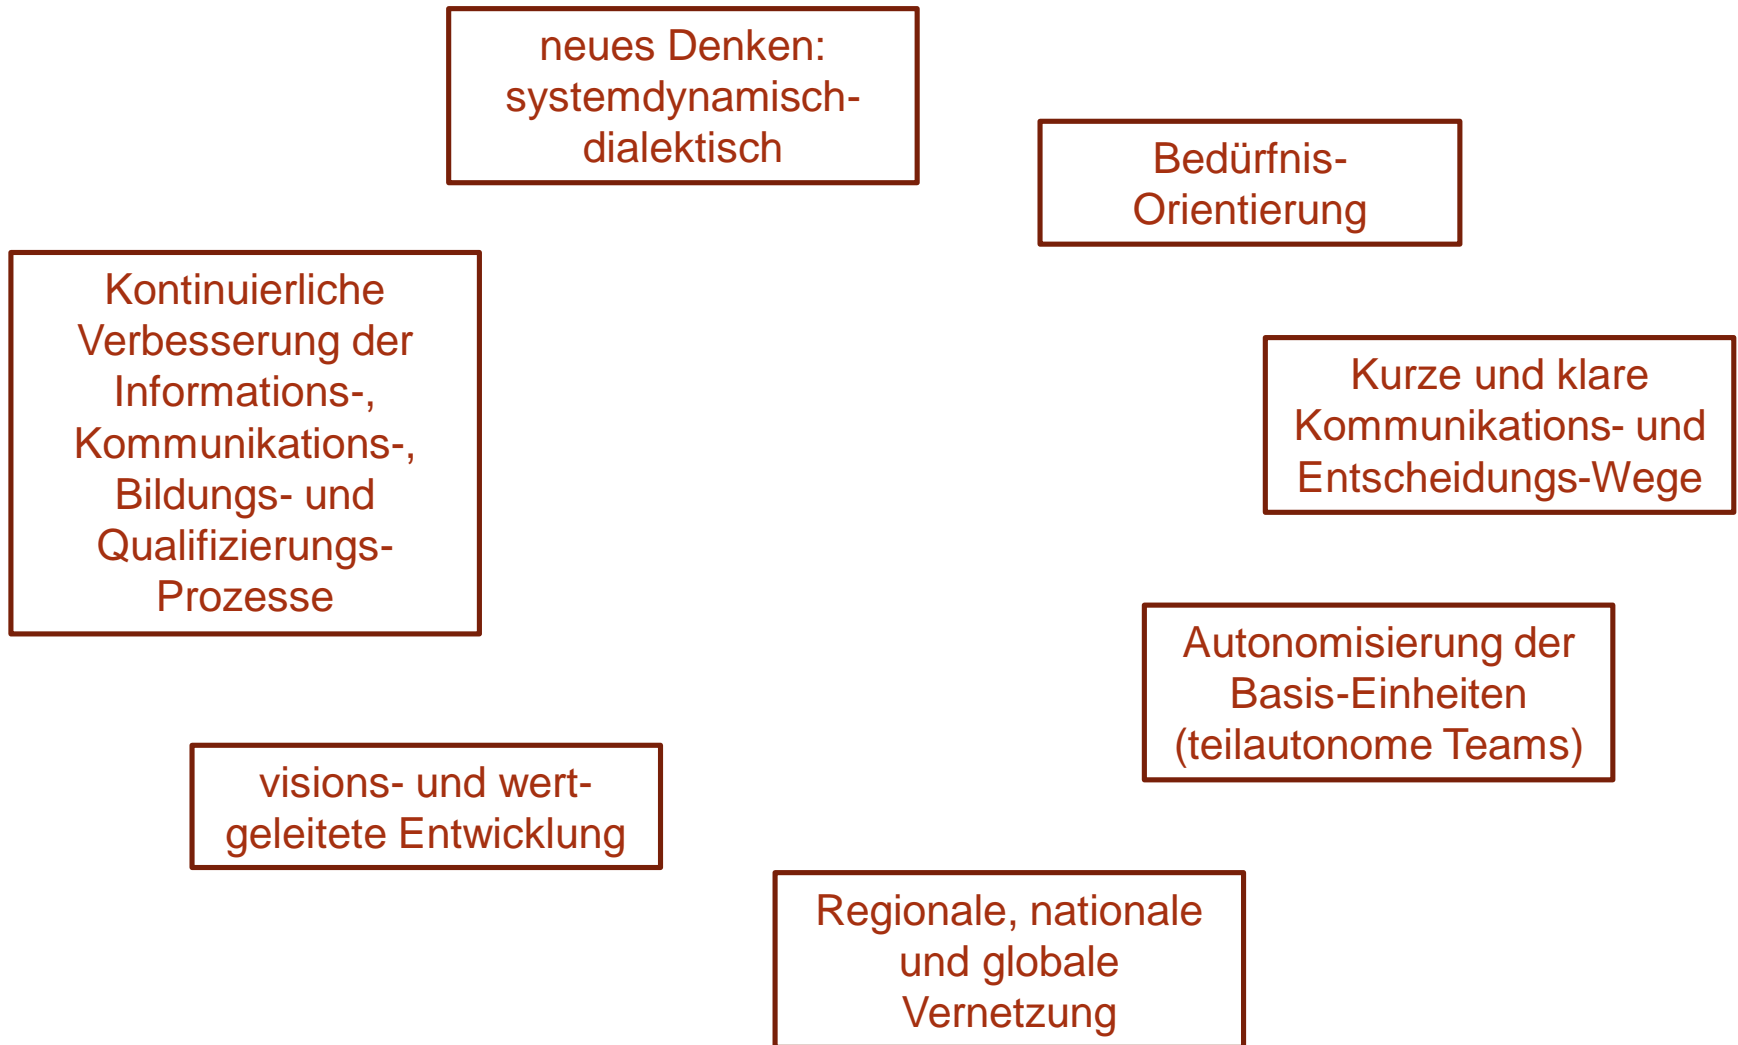 neues Denken:
systemdynamisch-
dialektisch
Bedürfnis-
Orientierung
Kurze und klare
Kommunikations- und
Entscheidungs-Wege
Autonomisierung der
Basis-Einheiten
(teilautonome Teams)
Regionale, nationale
und globale
Vernetzung
visions- und wert-
geleitete Entwicklung
Kontinuierliche
Verbesserung der
Informations-,
Kommunikations-,
Bildungs- und
Qualifizierungs-
Prozesse